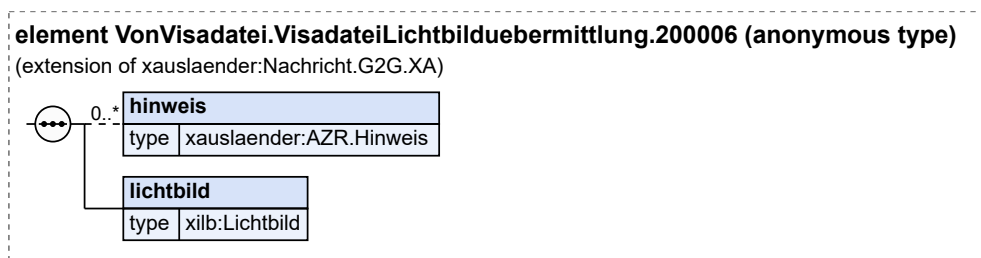 element VonVisadatei.VisadateiLichtbilduebermittlung.200006 (anonymous type)
(extension of xauslaender:Nachricht.G2G.XA)
0..* hinweis
type xauslaender:AZR.Hinweis
lichtbild
type xilb:Lichtbild